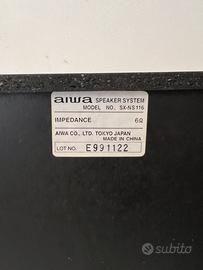 aiwa SPEAKER SYSTEM
MODEL NO. SX-NS116
IMPEDANCE 6Ω
AIWA CO., LTD. TOKYO JAPAN
MADE IN CHINA
LOT NO. E991122
subito